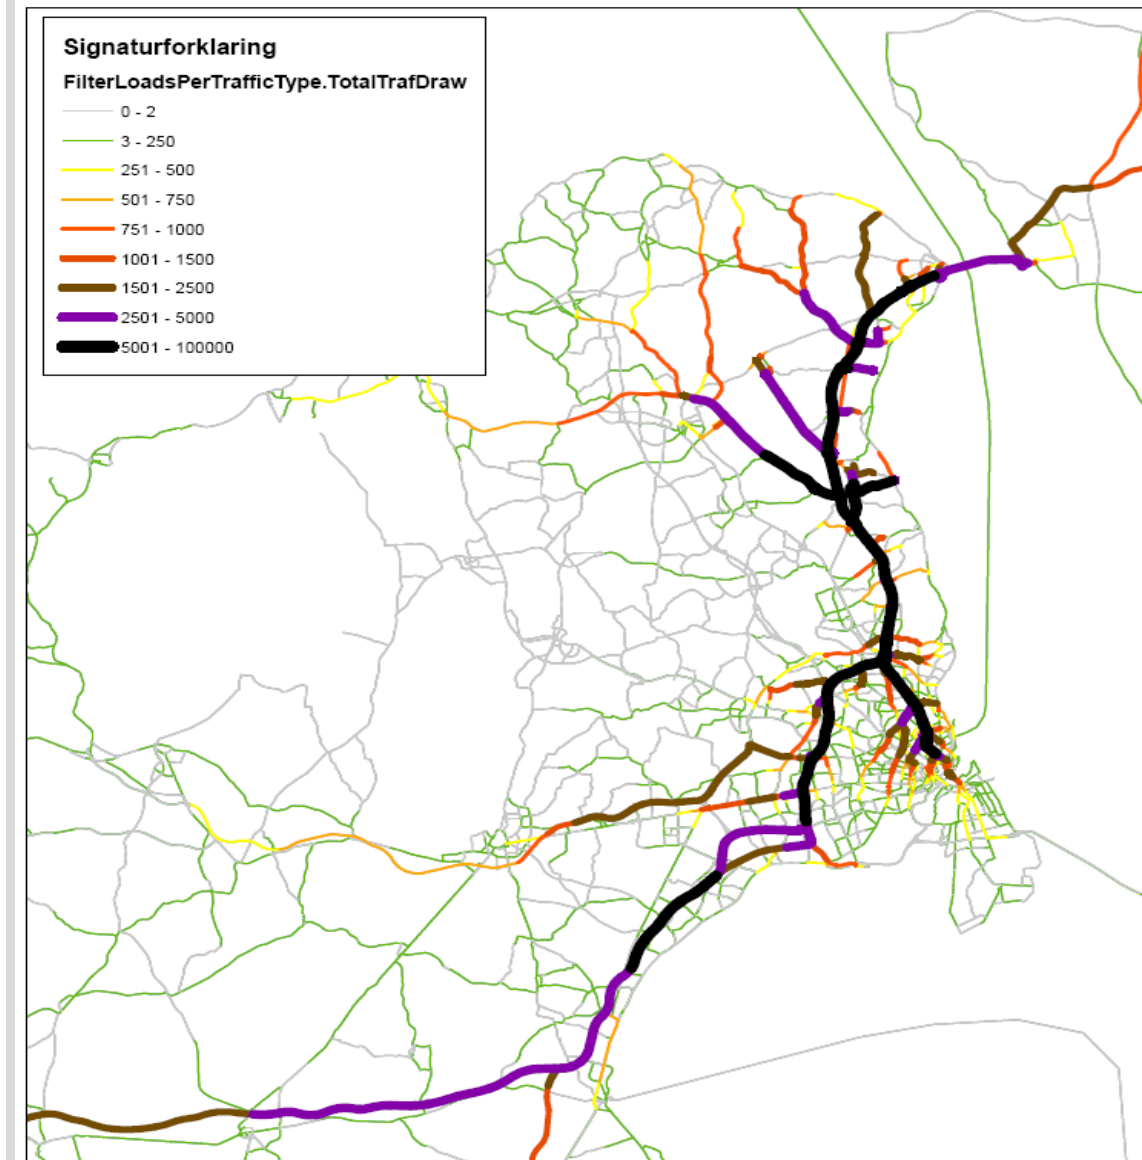 Signaturforklaring
FilterLoadsPerTrafficType.TotalTrafDraw
0 - 2
3 - 250
251 - 500
501 - 750
751 - 1000
1001 - 1500
1501 - 2500
2501 - 5000
5001 - 100000